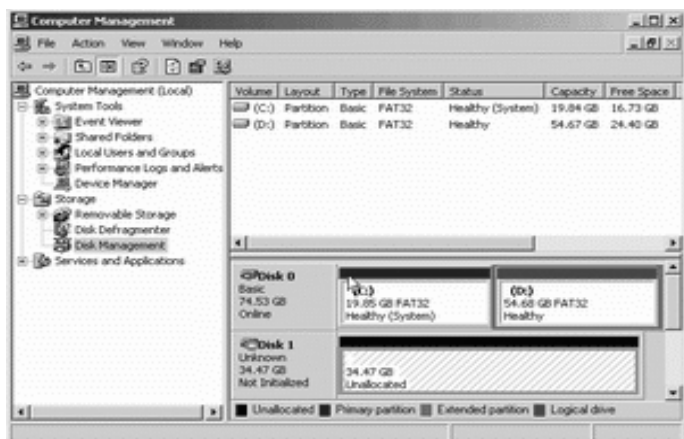 Computer Management
File Action View Window Help
Computer Management (Local)
System Tools
Event Viewer
Shared Folders
Local Users and Groups
Performance Logs and Alerts
Device Manager
Storage
Removable Storage
Disk Defragmenter
Disk Management
Services and Applications
Volume Layout Type File System Status Capacity Free Space
(C:) Partition Basic FAT32 Healthy (System) 19.84 GB 16.73 GB
(D:) Partition Basic FAT32 Healthy 54.67 GB 24.40 GB
Disk 0
Basic
74.53 GB
Online
(C:)
19.85 GB FAT32
Healthy (System)
(D:)
54.68 GB FAT32
Healthy
Disk 1
Unknown
34.47 GB
Not Initialized
34.47 GB
Unallocated
Unallocated Primary partition Extended partition Logical drive